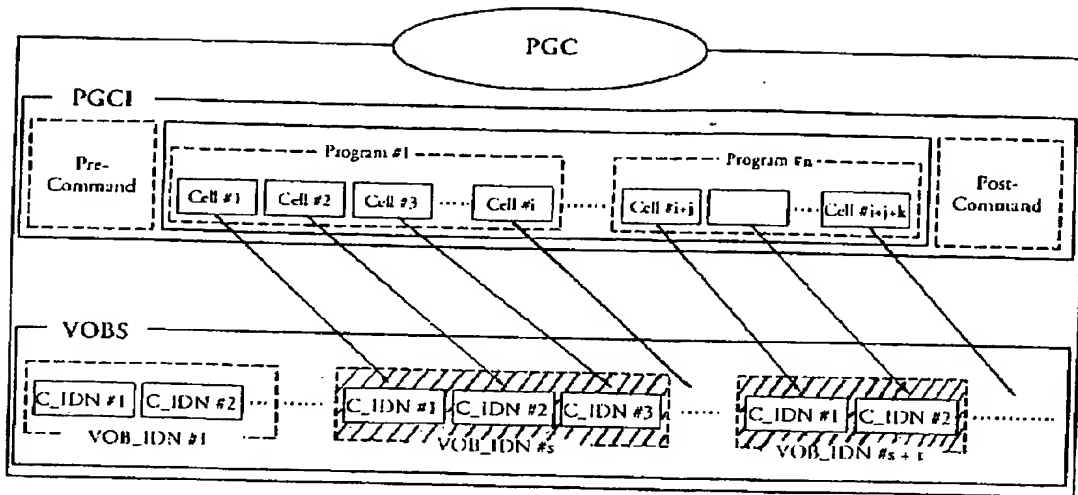 PGC
PGCI
Pre-
Command
Program #1
Cell #1 Cell #2 Cell #3 ..... Cell #i ......
Program #n
Cell #i+j .... Cell #i+j+k
Post-
Command
VOBS
C_IDN #1 C_IDN #2 ... ......
VOB_IDN #1
C_IDN #1 C_IDN #2 C_IDN #3 ......
VOB_IDN #s
C_IDN #1 C_IDN #2 .........